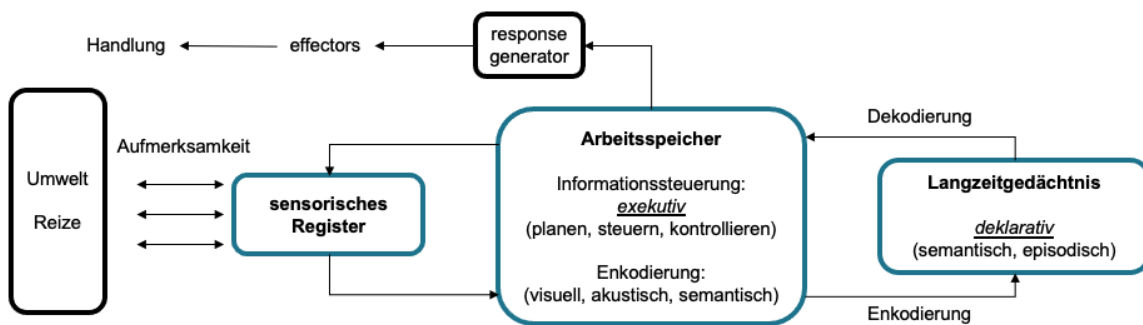 Handlung
effectors
response
generator
Umwelt
Reize
Aufmerksamkeit
sensorisches
Register
Arbeitsspeicher
Informationssteuerung:
exekutiv
(planen, steuern, kontrollieren)
Enkodierung:
(visuell, akustisch, semantisch)
Dekodierung
Langzeitgedächtnis
deklarativ
(semantisch, episodisch)
Enkodierung